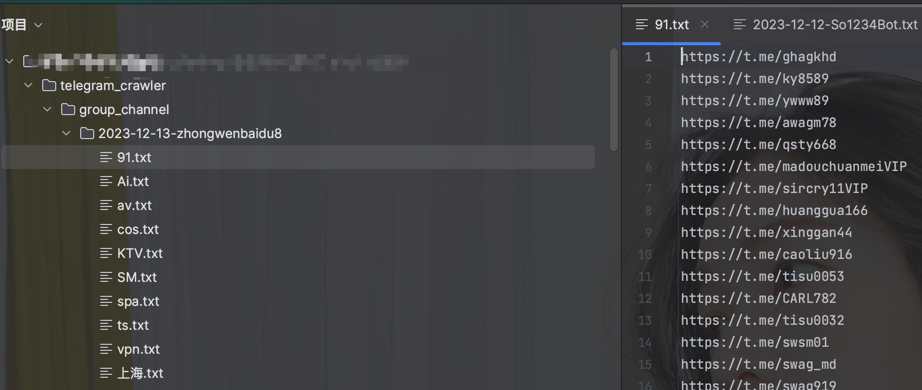 项目
telegram_crawler
group_channel
2023-12-13-zhongwenbaidu8
91.txt
Ai.txt
av.txt
cos.txt
KTV.txt
SM.txt
spa.txt
ts.txt
vpn.txt
上海.txt
91.txt × 2023-12-12-So1234Bot.txt
1 https://t.me/ghagkhd
2 https://t.me/ky8589
3 https://t.me/ywww89
4 https://t.me/awagm78
5 https://t.me/qsty668
6 https://t.me/madouchuanmeiVIP
7 https://t.me/sircry11VIP
8 https://t.me/huanggua166
9 https://t.me/xinggan44
10 https://t.me/caoliu916
11 https://t.me/tisu0053
12 https://t.me/CARL782
13 https://t.me/tisu0032
14 https://t.me/swsm01
15 https://t.me/swag_md
16 https://t.me/swag919